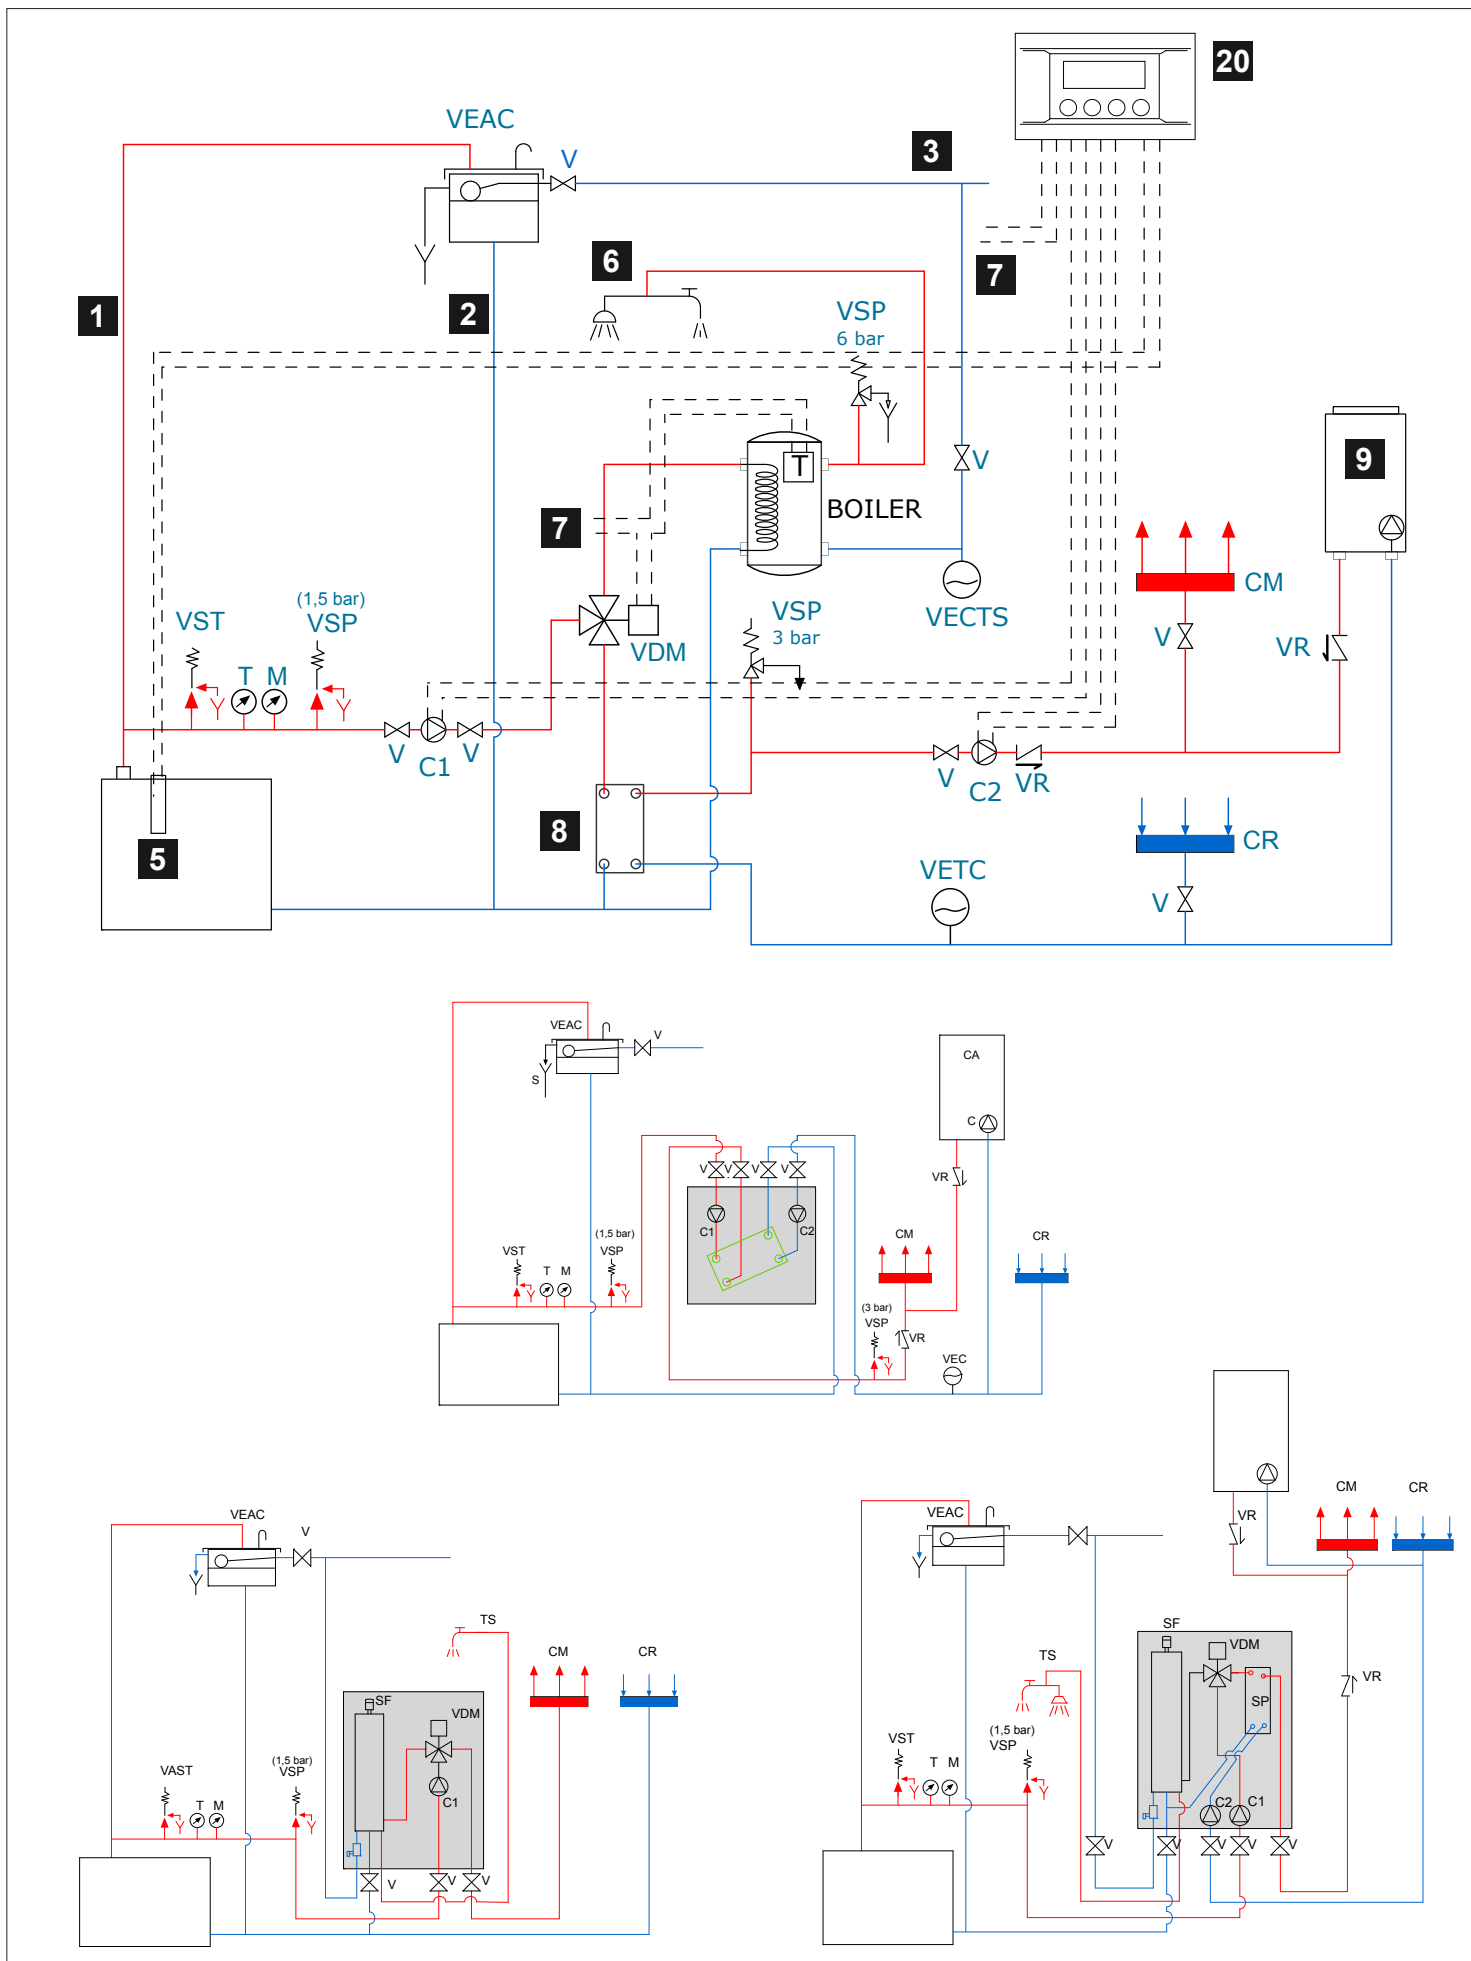 20
VEAC
V
3
7
6
1
2
VSP
6 bar
9
T
BOILER
V
7
CM
(1,5 bar)
VSP
VST
VSP
3 bar
VECTS
VDM
V
VR
T M
V
C1
V
V
C2
VR
8
CR
5
VETC
V
VEAC
V
CA
S
C
V
V
V
V
VR
C1
C2
(1,5 bar)
VSP
VST
T
M
CM
CR
(3 bar)
VSP
VR
VEC
VEAC
V
TS
CM
CR
SF
VDM
(1,5 bar)
VSP
VAST
T
M
C1
V
V
V
VEAC
CM
CR
VR
SF
VDM
TS
SP
VR
(1,5 bar)
VSP
VST
T
M
C2
C1
V
V
V
V
V